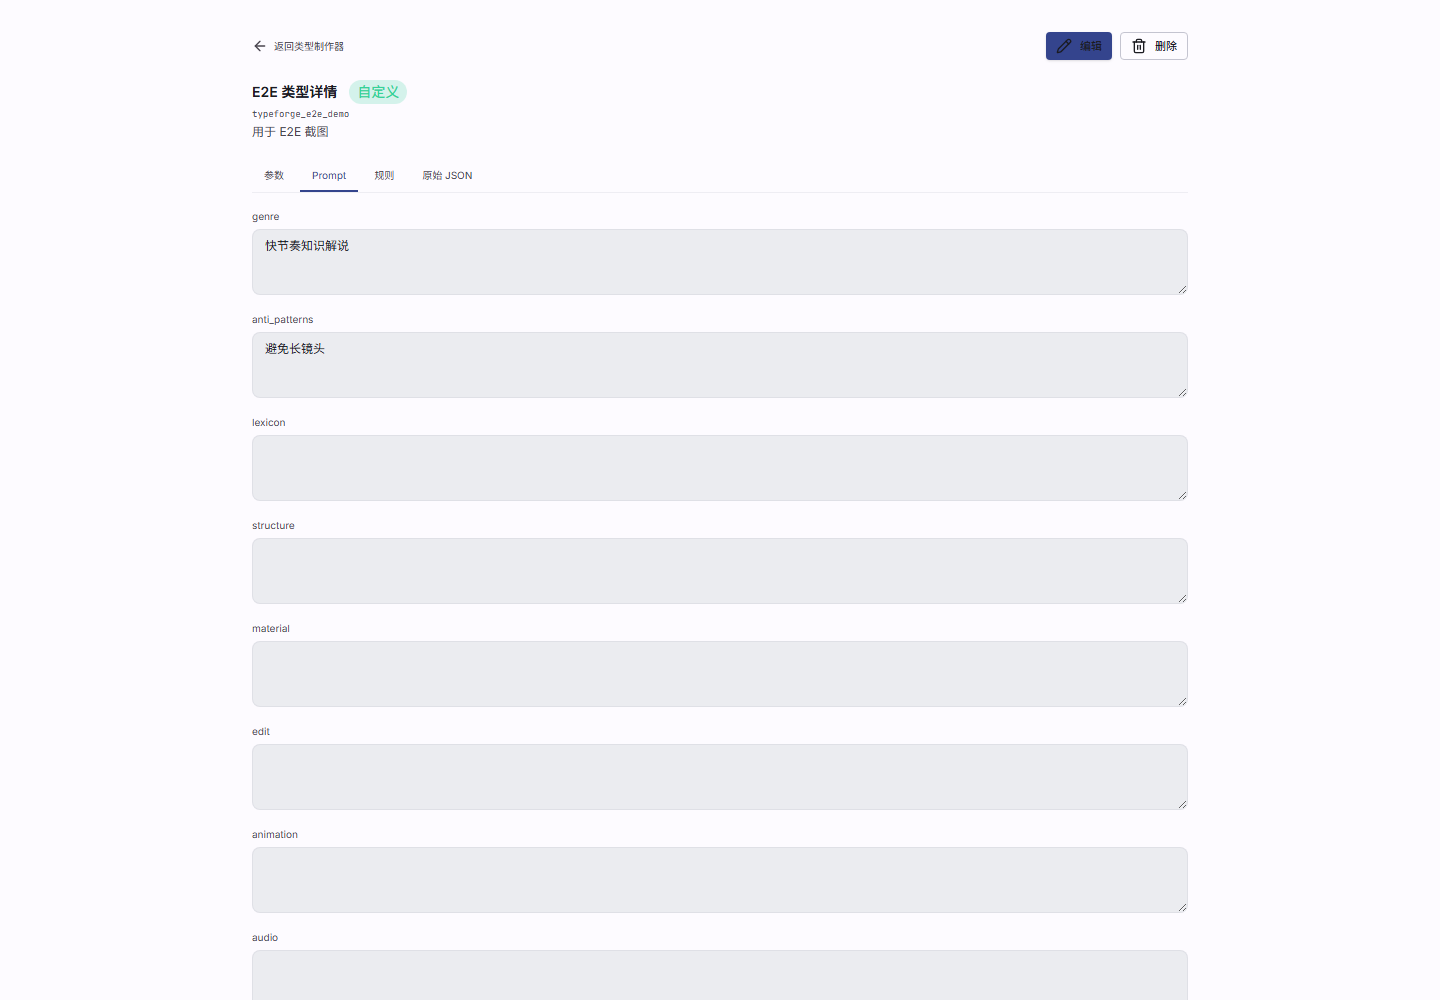 返回类型制作器
编辑
删除
E2E 类型详情
自定义
typeforge_e2e_demo
用于 E2E 截图
参数
Prompt
规则
原始 JSON
genre
快节奏知识解说
anti_patterns
避免长镜头
lexicon
structure
material
edit
animation
audio